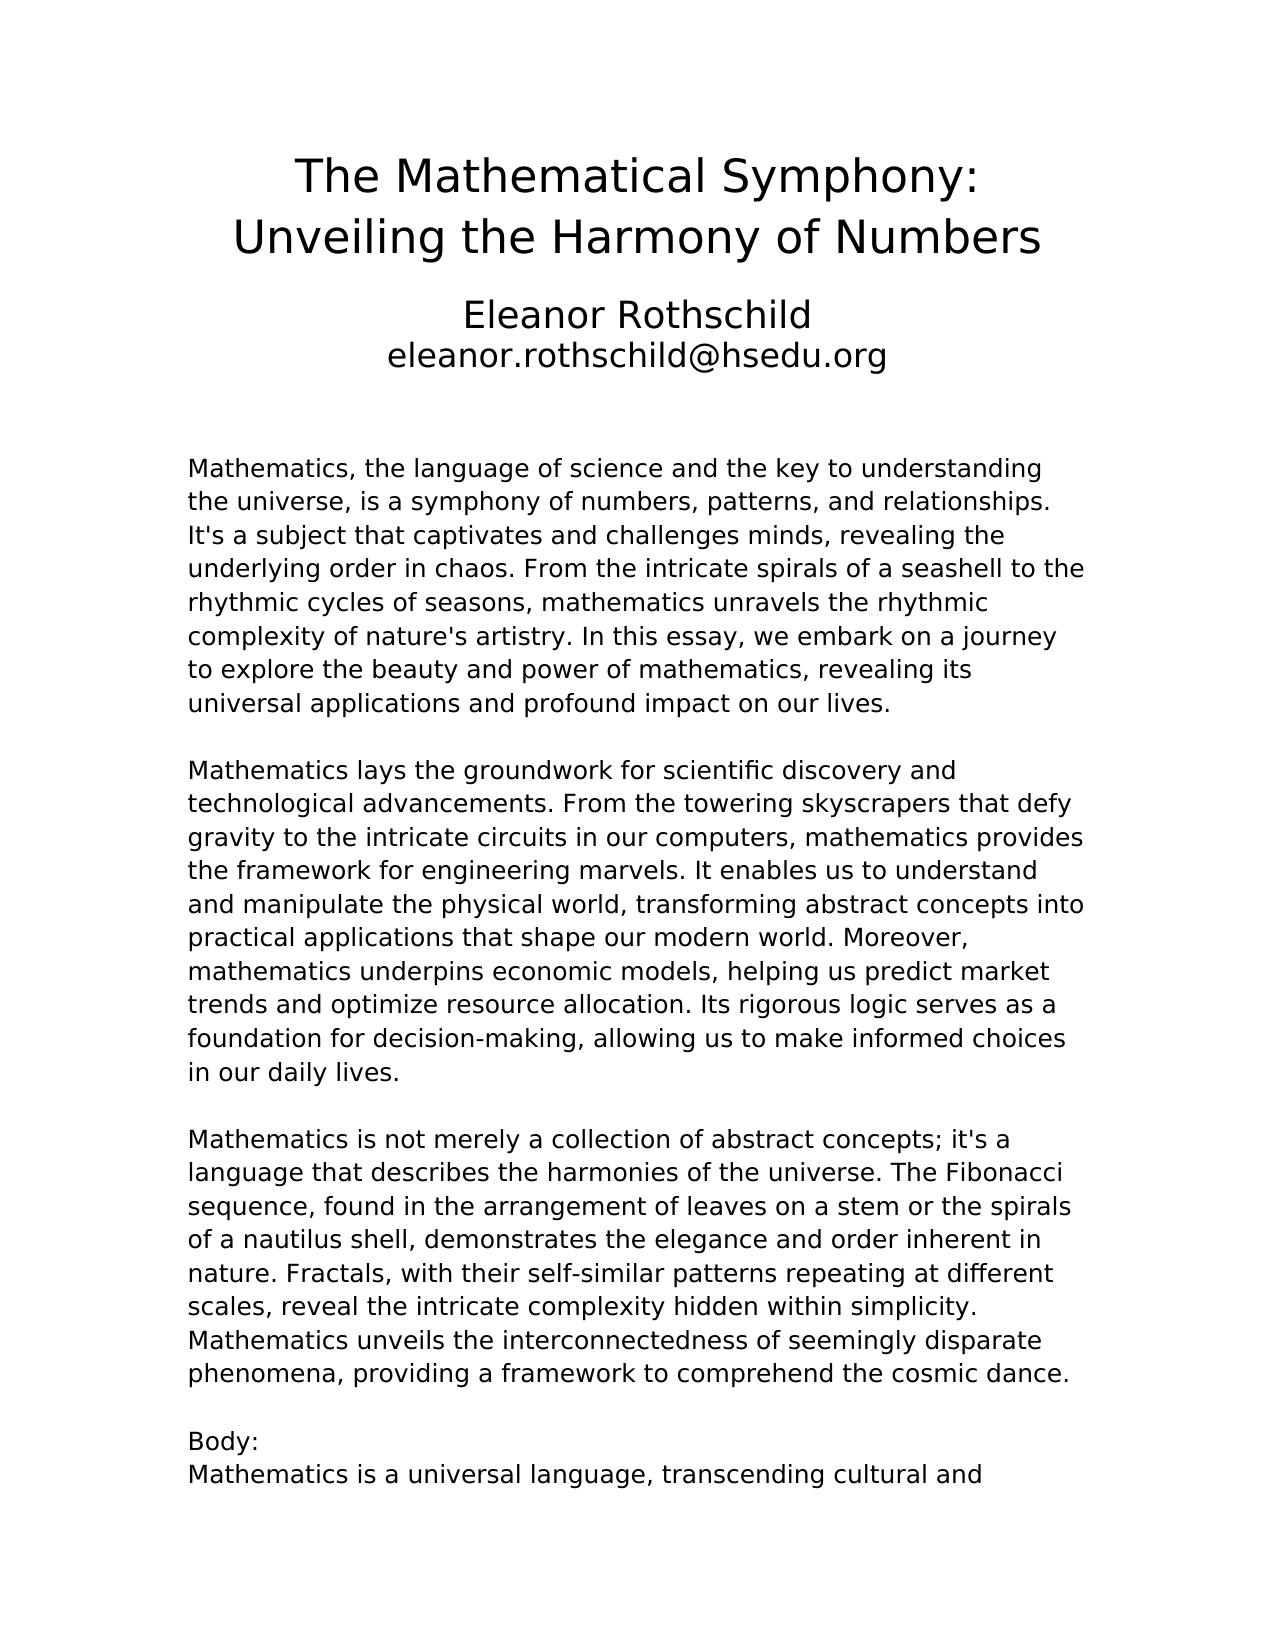 The Mathematical Symphony:
Unveiling the Harmony of Numbers
Eleanor Rothschild
eleanor.rothschild@hsedu.org
Mathematics, the language of science and the key to understanding
the universe, is a symphony of numbers, patterns, and relationships.
It's a subject that captivates and challenges minds, revealing the
underlying order in chaos. From the intricate spirals of a seashell to the
rhythmic cycles of seasons, mathematics unravels the rhythmic
complexity of nature's artistry. In this essay, we embark on a journey
to explore the beauty and power of mathematics, revealing its
universal applications and profound impact on our lives.
Mathematics lays the groundwork for scientific discovery and
technological advancements. From the towering skyscrapers that defy
gravity to the intricate circuits in our computers, mathematics provides
the framework for engineering marvels. It enables us to understand
and manipulate the physical world, transforming abstract concepts into
practical applications that shape our modern world. Moreover,
mathematics underpins economic models, helping us predict market
trends and optimize resource allocation. Its rigorous logic serves as a
foundation for decision-making, allowing us to make informed choices
in our daily lives.
Mathematics is not merely a collection of abstract concepts; it's a
language that describes the harmonies of the universe. The Fibonacci
sequence, found in the arrangement of leaves on a stem or the spirals
of a nautilus shell, demonstrates the elegance and order inherent in
nature. Fractals, with their self-similar patterns repeating at different
scales, reveal the intricate complexity hidden within simplicity.
Mathematics unveils the interconnectedness of seemingly disparate
phenomena, providing a framework to comprehend the cosmic dance.
Body:
Mathematics is a universal language, transcending cultural and